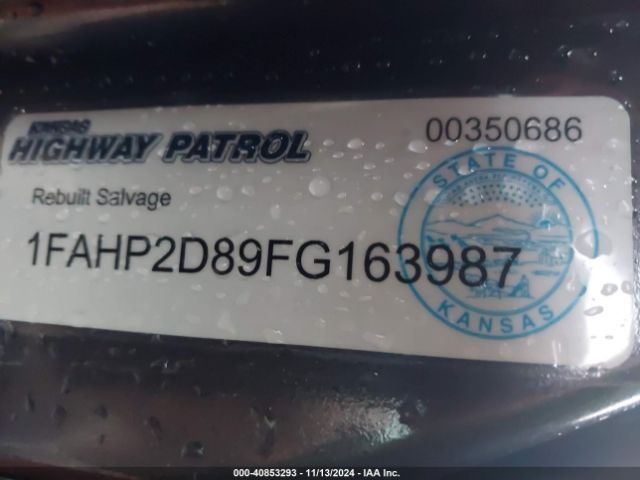 KANSAS
HIGHWAY PATROL
00350686
Rebuilt Salvage
1FAHP2D89FG163987
STATE OF
KANSAS
000-40853293 - 11/13/2024 - IAA Inc.